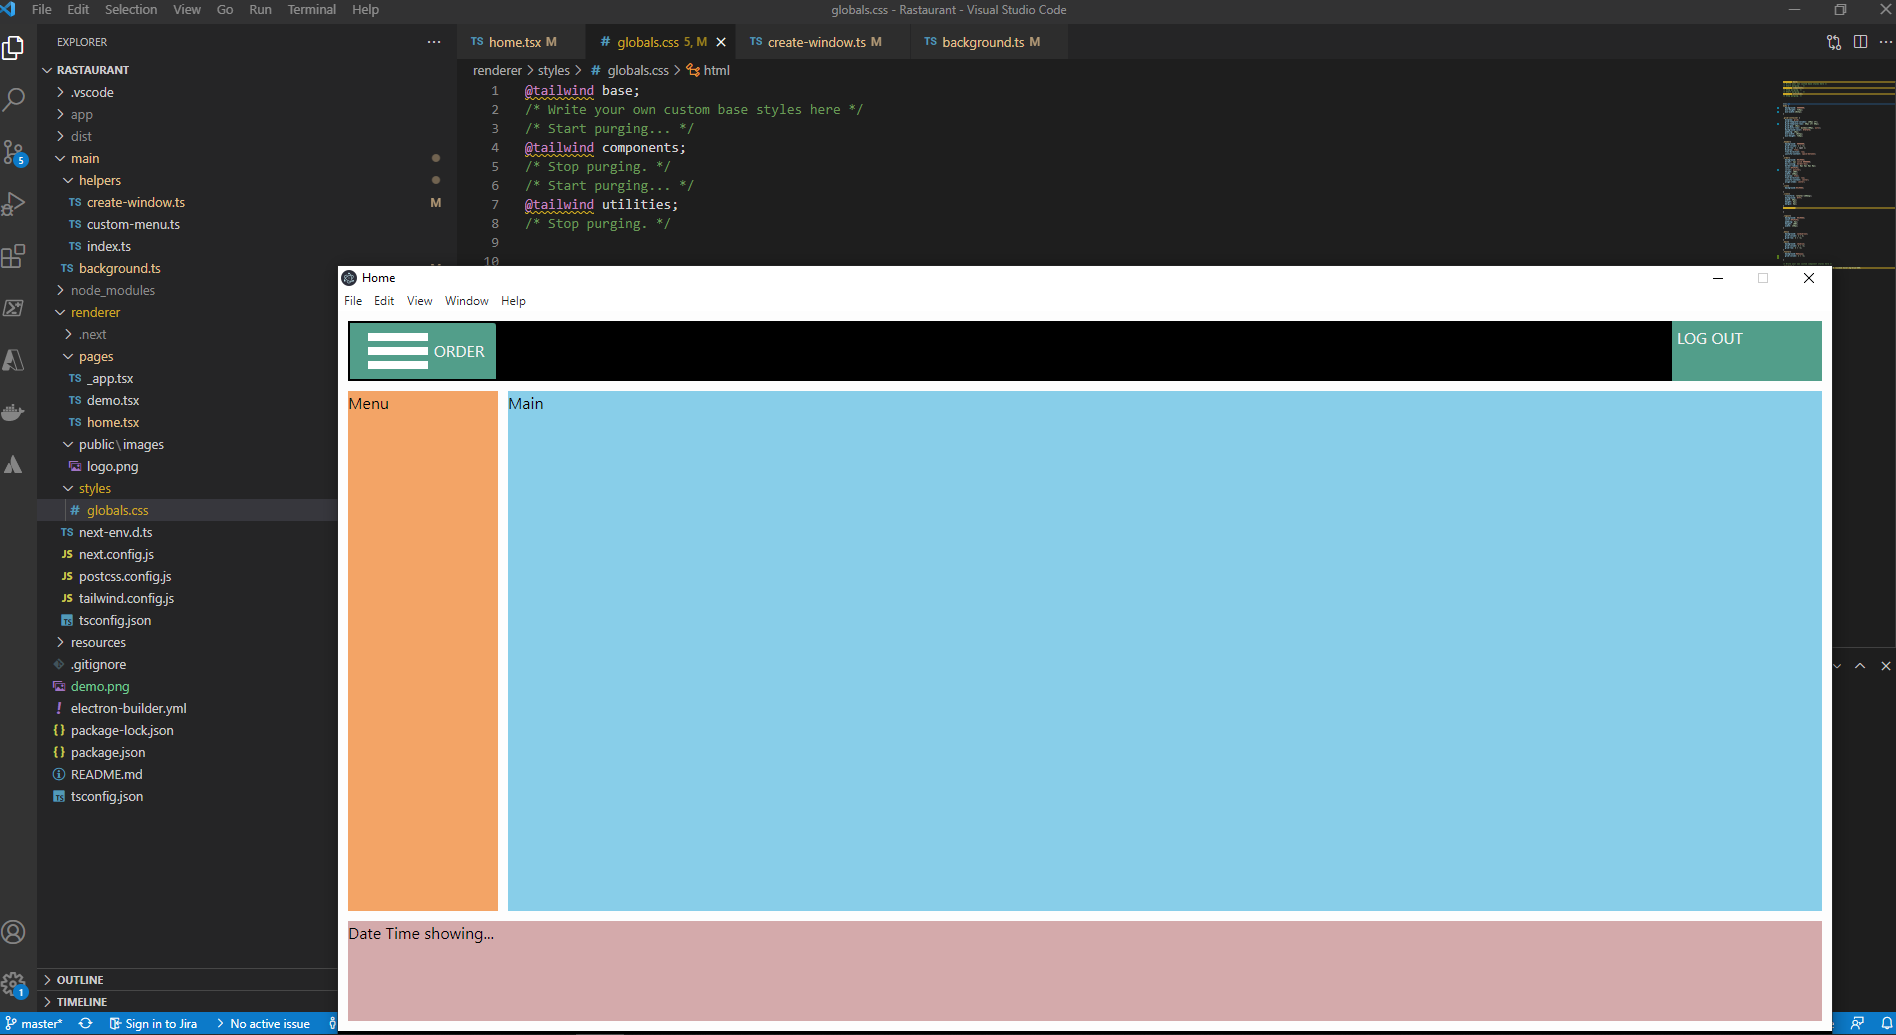 File Edit Selection View Go Run Terminal Help
globals.css - Rastaurant - Visual Studio Code
EXPLORER
TS home.tsx M
# globals.css 5, M
TS create-window.ts M
TS background.ts M
RASTAURANT
renderer > styles > # globals.css > html
.vscode
app
dist
main
helpers
TS create-window.ts M
TS custom-menu.ts
TS index.ts
TS background.ts
node_modules
renderer
.next
pages
TS _app.tsx
TS demo.tsx
TS home.tsx
public\images
logo.png
styles
# globals.css
TS next-env.d.ts
JS next.config.js
JS postcss.config.js
JS tailwind.config.js
TS tsconfig.json
resources
.gitignore
demo.png
! electron-builder.yml
{} package-lock.json
{} package.json
README.md
TS tsconfig.json
OUTLINE
TIMELINE
5
1
1 @tailwind base;
2 /* Write your own custom base styles here */
3 /* Start purging... */
4 @tailwind components;
5 /* Stop purging. */
6 /* Start purging... */
7 @tailwind utilities;
8 /* Stop purging. */
9
10
Home
File Edit View Window Help
ORDER
LOG OUT
Menu
Main
Date Time showing...
master*
Sign in to Jira
No active issue